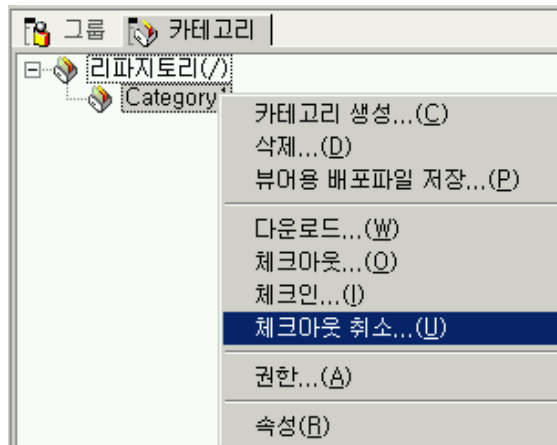 그룹 카테고리
리파지토리(/)
Category1
카테고리 생성...(C)
삭제...(D)
뷰어용 배포파일 저장...(P)
다운로드...(W)
체크아웃...(O)
체크인...(I)
체크아웃 취소...(U)
권한...(A)
속성(R)